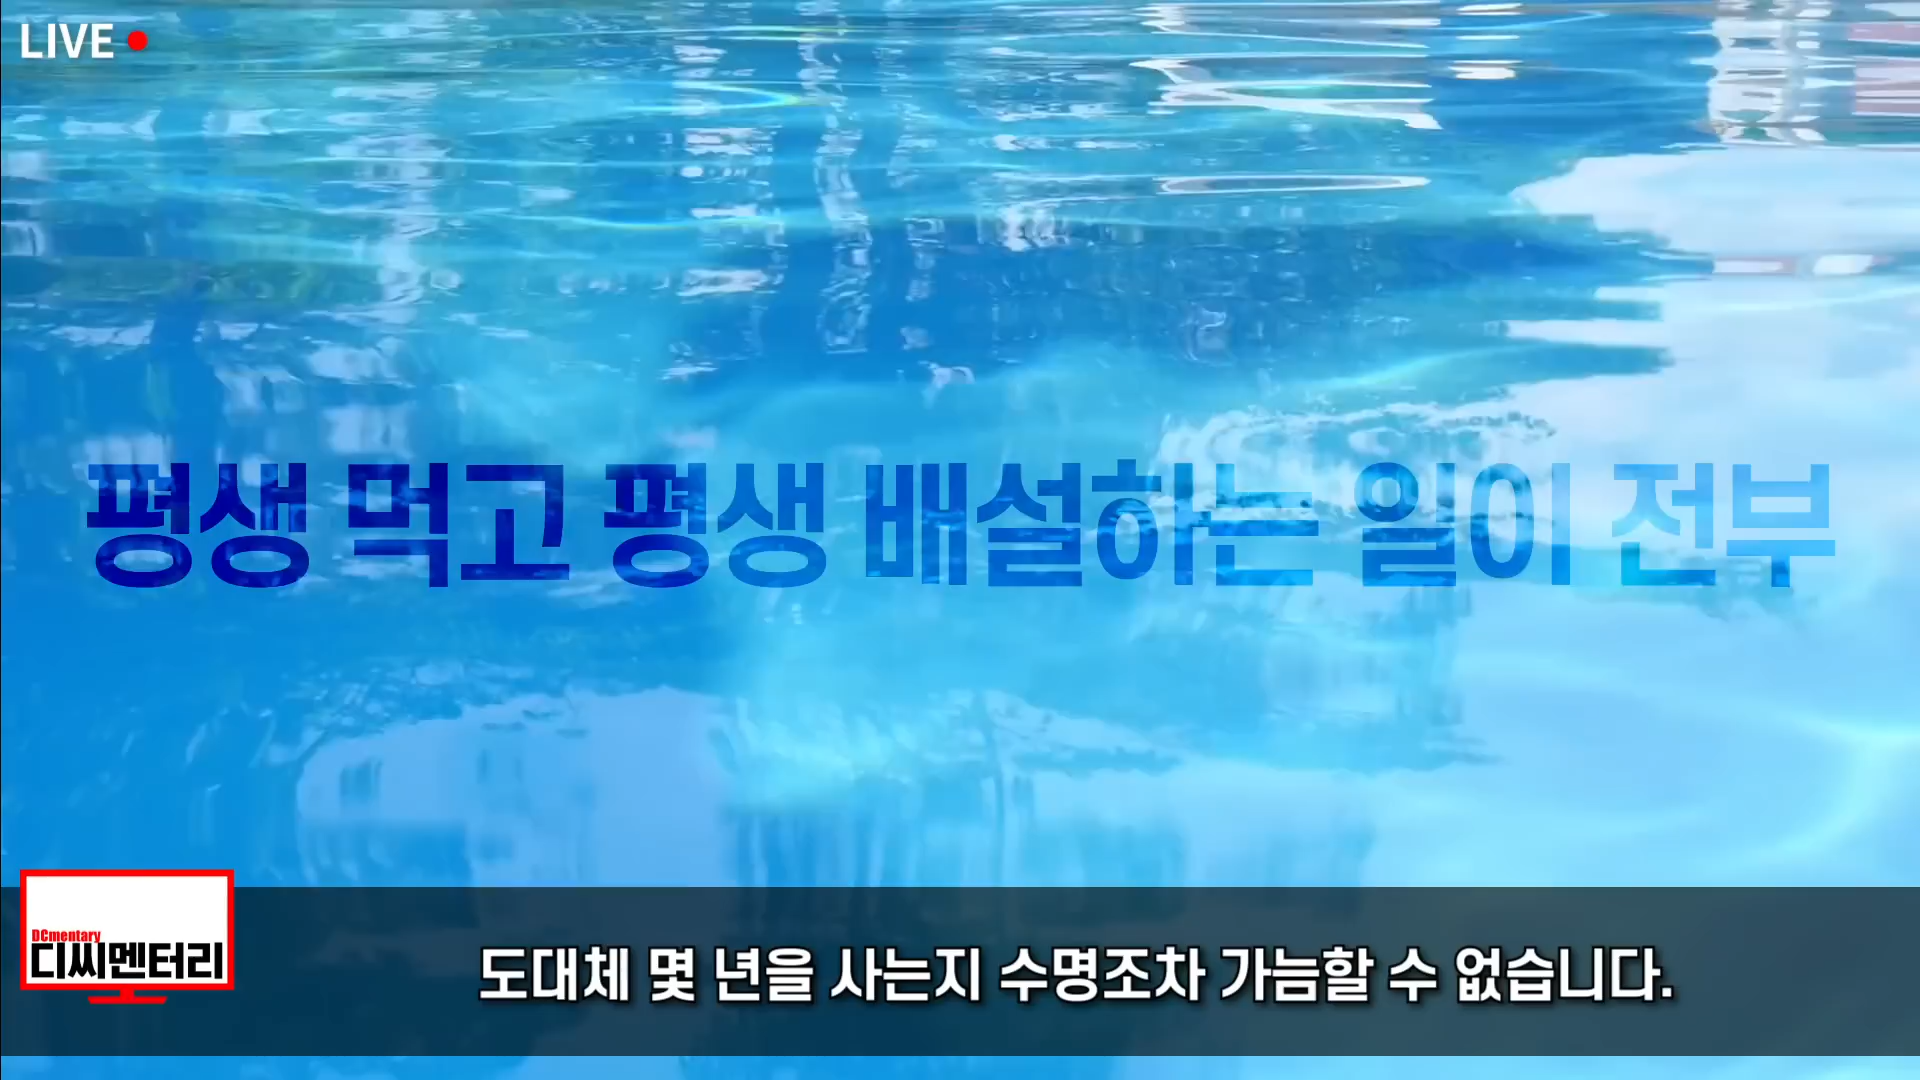 LIVE
평생 먹고 평생 배설하는 일이 전부
DCmentary
디씨멘터리
도대체 몇 년을 사는지 수명조차 가늠할 수 없습니다.